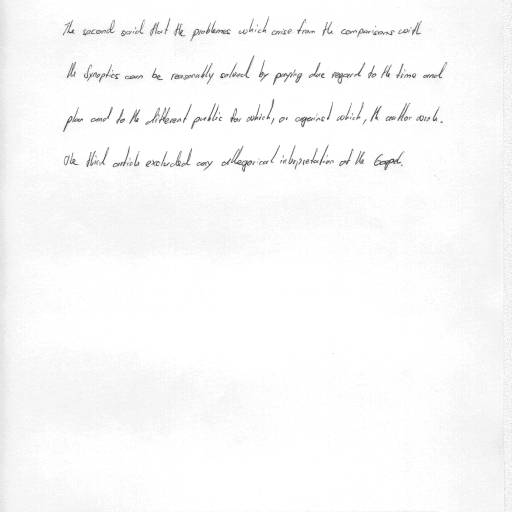 The second said that the problems which arise from the comparisons with
the Synoptics can be reasonably solved by paying due regard to the time and
plan and to the different public for which, or against which, the author wrote.
The third article excluded any allegorical interpretation of the Gospel.